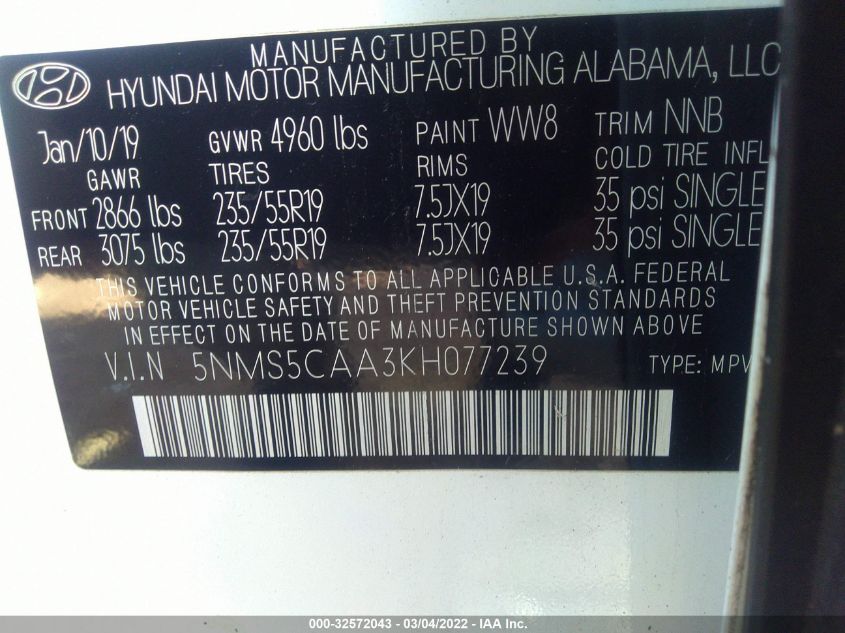 MANUFACTURED BY
HYUNDAI MOTOR MANUFACTURING ALABAMA, LLC
Jan/10/19 GVWR 4960 lbs PAINT WW8 TRIM NNB
GAWR TIRES RIMS COLD TIRE INFL
FRONT 2866 lbs 235/55R19 7.5JX19 35 psi SINGLE
REAR 3075 lbs 235/55R19 7.5JX19 35 psi SINGLE
THIS VEHICLE CONFORMS TO ALL APPLICABLE U.S.A. FEDERAL
MOTOR VEHICLE SAFETY AND THEFT PREVENTION STANDARDS
IN EFFECT ON THE DATE OF MANUFACTURE SHOWN ABOVE
V.I.N 5NMS5CAA3KH077239 TYPE: MPV
000-32572043 - 03/04/2022 - IAA Inc.